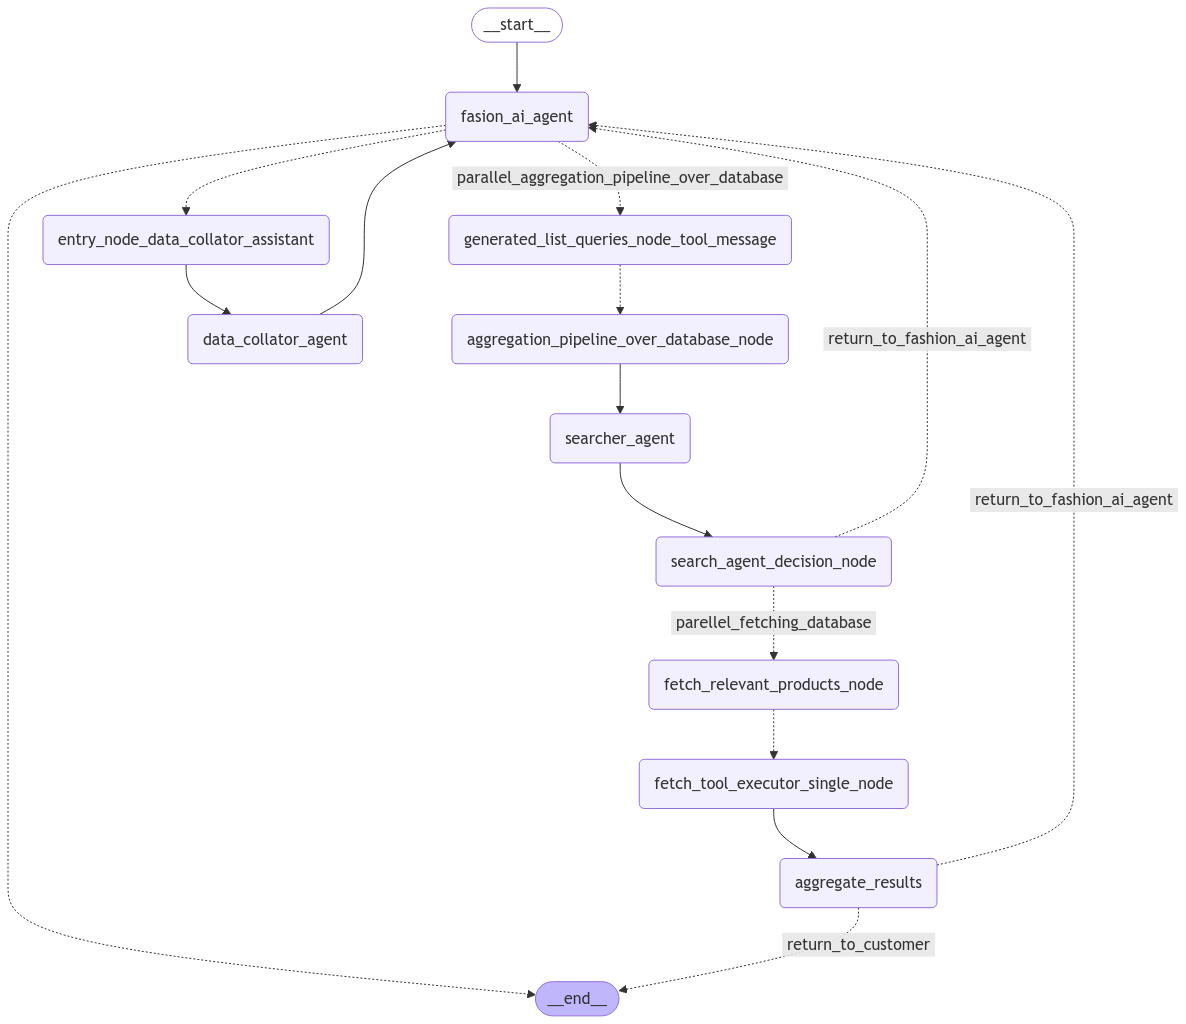 __start__
fasion_ai_agent
parallel_aggregation_pipeline_over_database
entry_node_data_collator_assistant
generated_list_queries_node_tool_message
data_collator_agent
aggregation_pipeline_over_database_node
return_to_fashion_ai_agent
searcher_agent
return_to_fashion_ai_agent
search_agent_decision_node
parellel_fetching_database
fetch_relevant_products_node
fetch_tool_executor_single_node
aggregate_results
return_to_customer
__end__